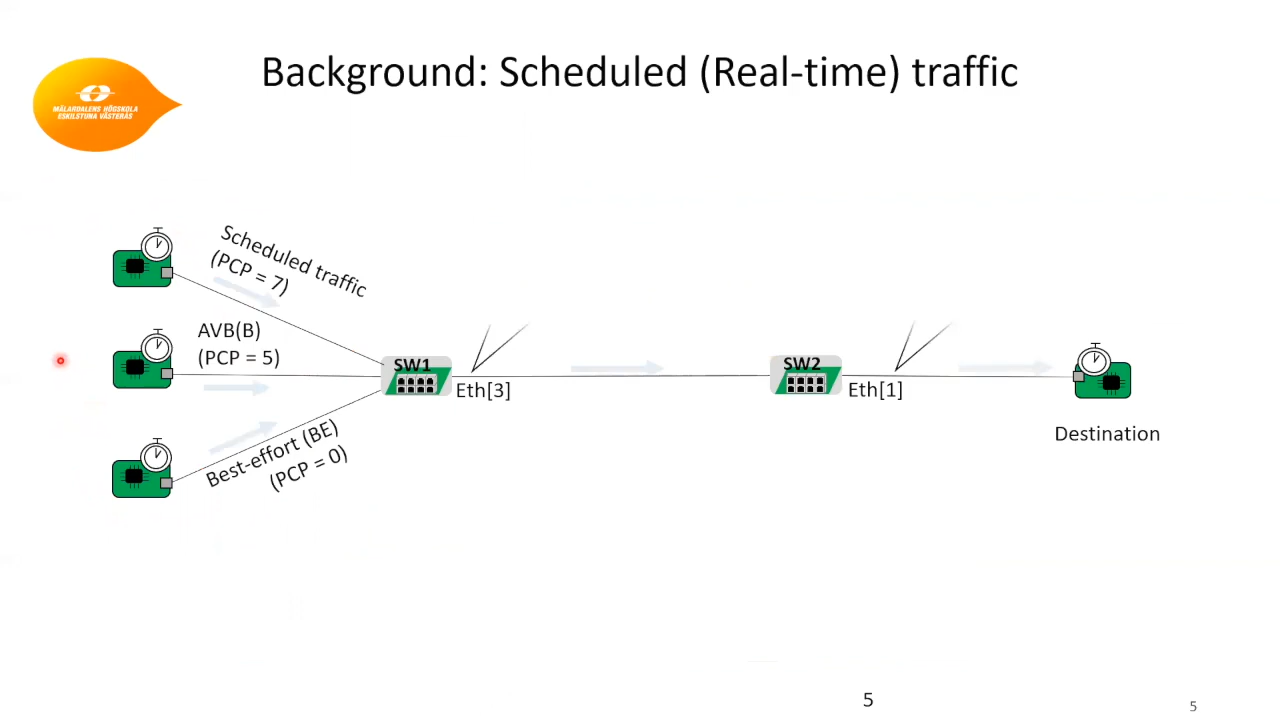 Background: Scheduled (Real-time) traffic
MÄLARDALENS HÖGSKOLA
ESKILSTUNA VÄSTERÅS
Scheduled traffic
(PCP = 7)
AVB(B)
(PCP = 5)
SW1
SW2
Eth[3]
Eth[1]
Destination
Best-effort (BE)
(PCP = 0)
5
5